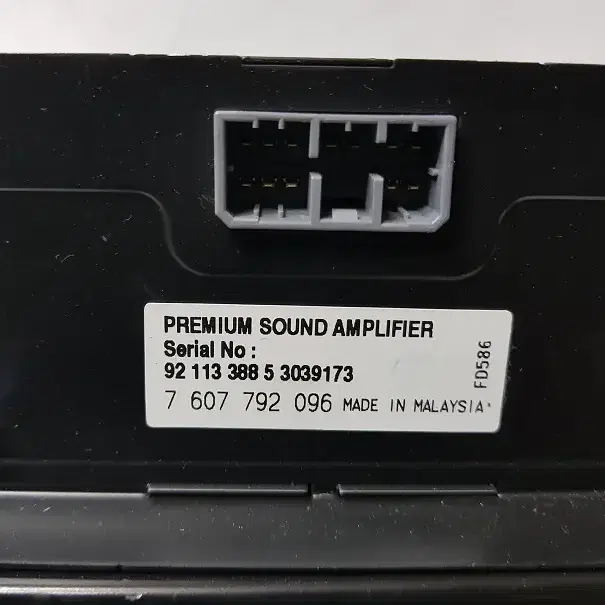 PREMIUM SOUND AMPLIFIER
Serial No :
92 113 388 5 3039173
7 607 792 096 MADE IN MALAYSIA
FD586